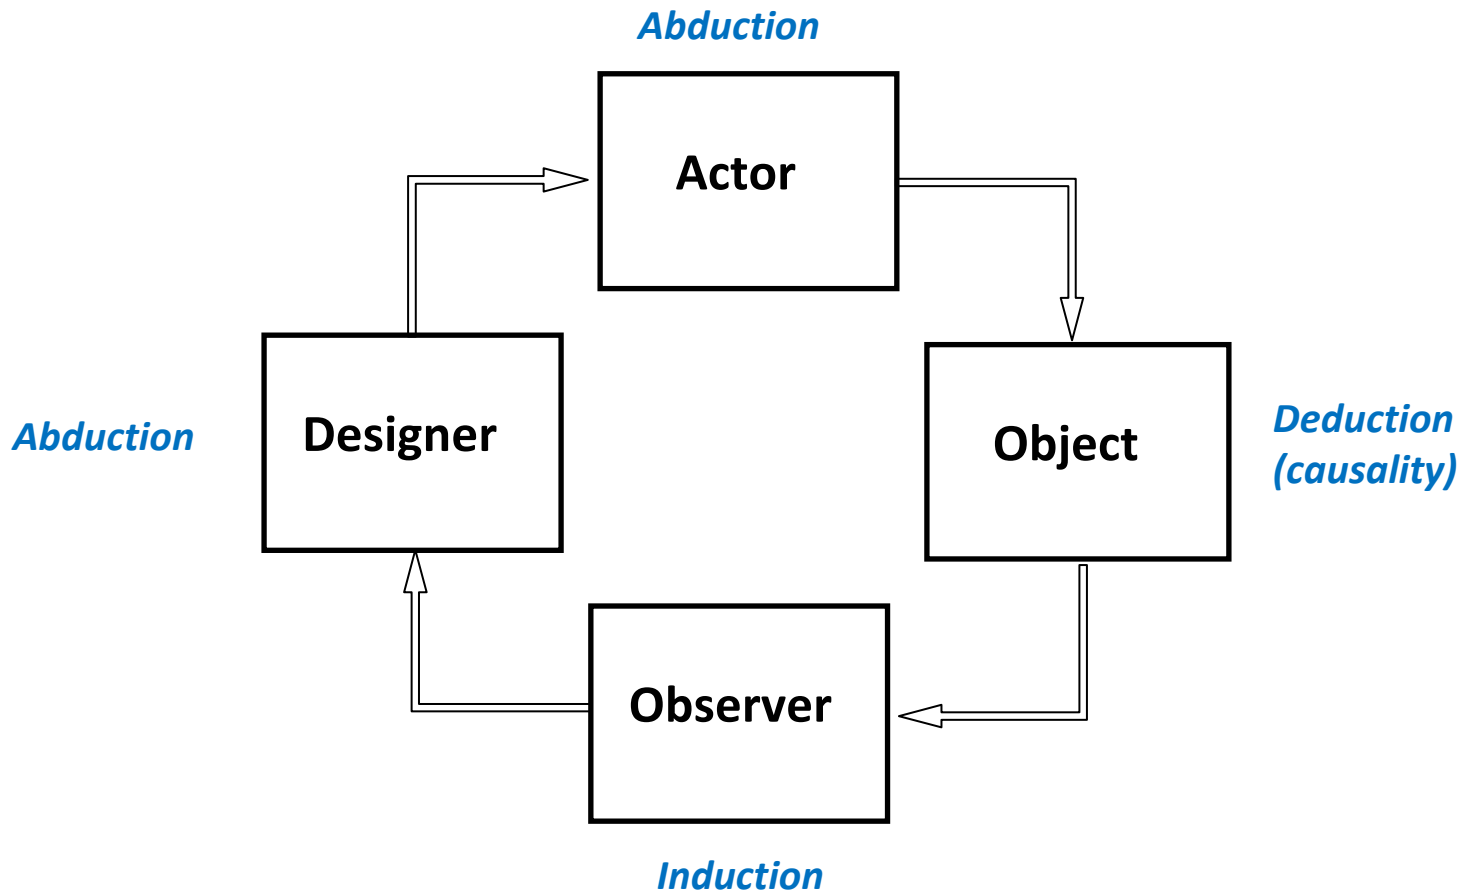 Abduction
Actor
Abduction
Designer
Object
Deduction
(causality)
Observer
Induction